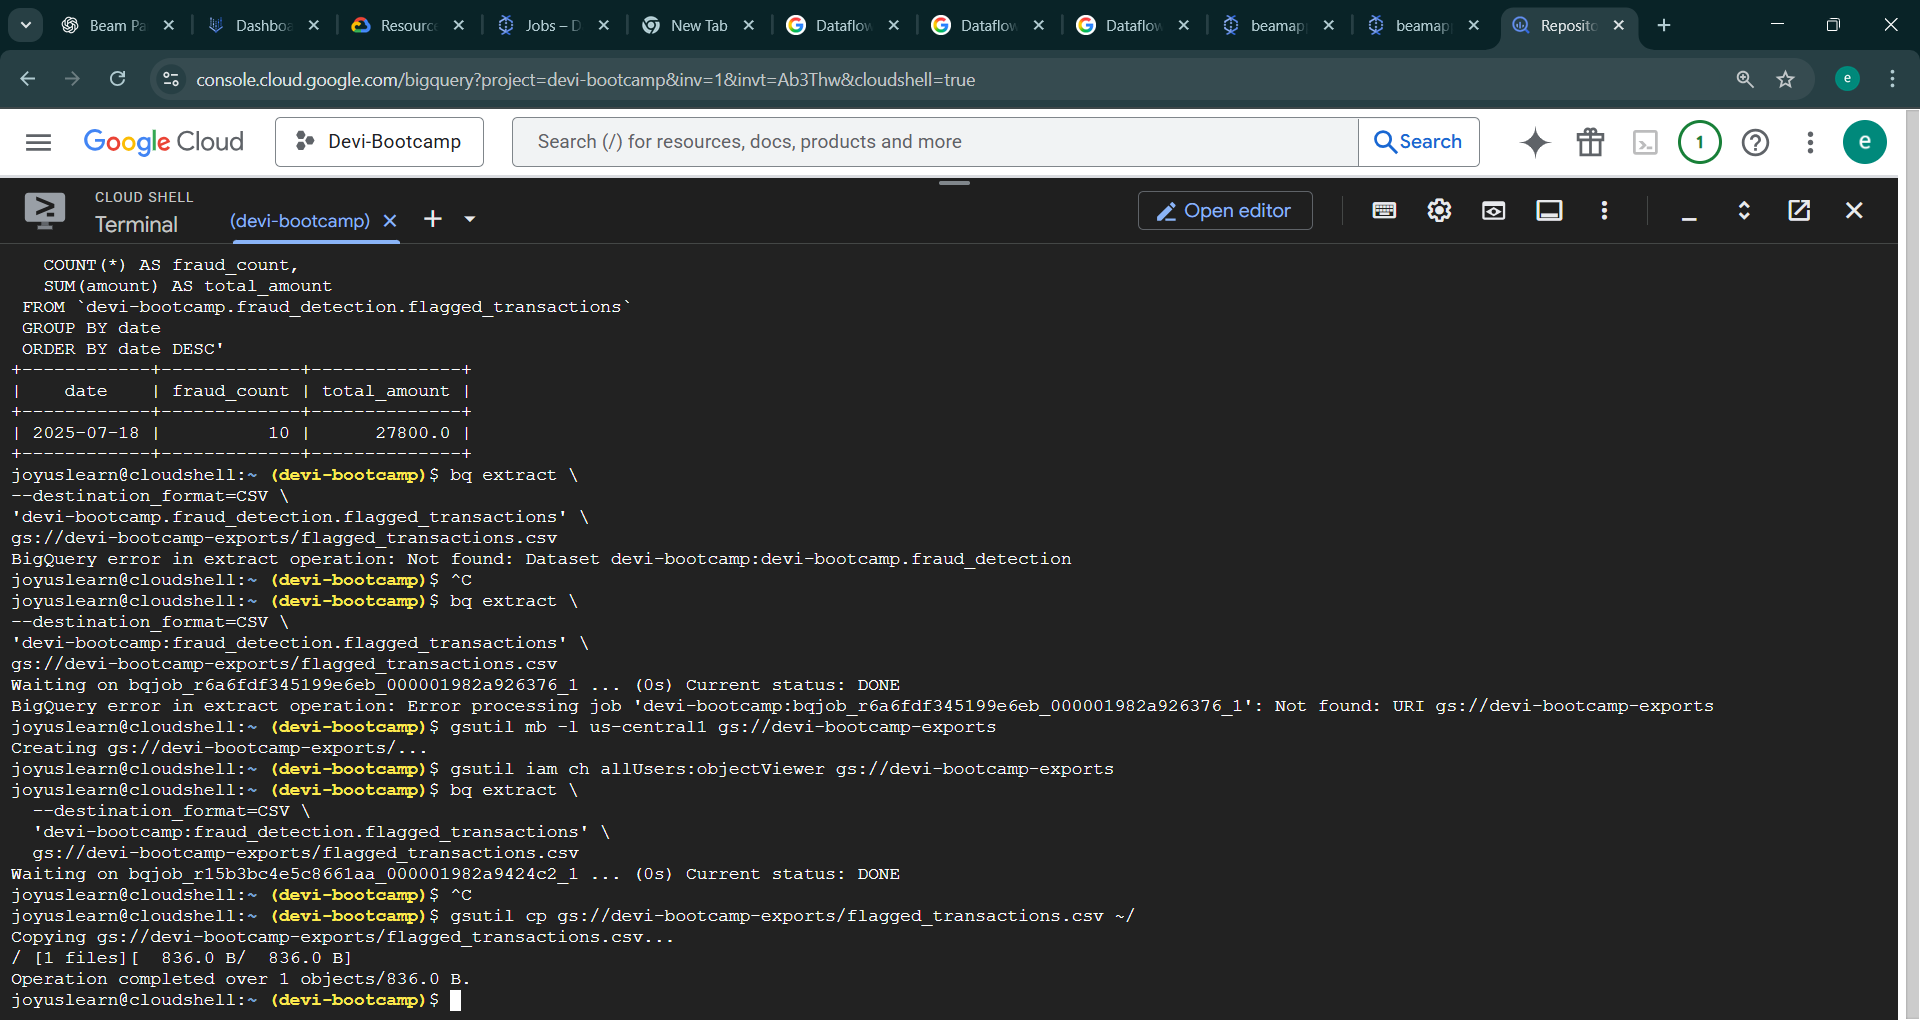 Beam Pa
Dashboa
Resource
Jobs – D
New Tab
Dataflow
Dataflow
Dataflow
beamap
beamap
Reposito
console.cloud.google.com/bigquery?project=devi-bootcamp&inv=1&invt=Ab3Thw&cloudshell=true
e
Google Cloud
Devi-Bootcamp
Search (/) for resources, docs, products and more
Search
1
e
CLOUD SHELL
Terminal
(devi-bootcamp)
Open editor
COUNT(*) AS fraud_count,
SUM(amount) AS total_amount
FROM `devi-bootcamp.fraud_detection.flagged_transactions`
GROUP BY date
ORDER BY date DESC'
+------------+-------------+--------------+
|    date    | fraud_count | total_amount |
+------------+-------------+--------------+
| 2025-07-18 |          10 |      27800.0 |
+------------+-------------+--------------+
joyuslearn@cloudshell:~ (devi-bootcamp)$ bq extract \
--destination_format=CSV \
'devi-bootcamp.fraud_detection.flagged_transactions' \
gs://devi-bootcamp-exports/flagged_transactions.csv
BigQuery error in extract operation: Not found: Dataset devi-bootcamp:devi-bootcamp.fraud_detection
joyuslearn@cloudshell:~ (devi-bootcamp)$ ^C
joyuslearn@cloudshell:~ (devi-bootcamp)$ bq extract \
--destination_format=CSV \
'devi-bootcamp:fraud_detection.flagged_transactions' \
gs://devi-bootcamp-exports/flagged_transactions.csv
Waiting on bqjob_r6a6fdf345199e6eb_000001982a926376_1 ... (0s) Current status: DONE
BigQuery error in extract operation: Error processing job 'devi-bootcamp:bqjob_r6a6fdf345199e6eb_000001982a926376_1': Not found: URI gs://devi-bootcamp-exports
joyuslearn@cloudshell:~ (devi-bootcamp)$ gsutil mb -l us-central1 gs://devi-bootcamp-exports
Creating gs://devi-bootcamp-exports/...
joyuslearn@cloudshell:~ (devi-bootcamp)$ gsutil iam ch allUsers:objectViewer gs://devi-bootcamp-exports
joyuslearn@cloudshell:~ (devi-bootcamp)$ bq extract \
--destination_format=CSV \
'devi-bootcamp:fraud_detection.flagged_transactions' \
gs://devi-bootcamp-exports/flagged_transactions.csv
Waiting on bqjob_r15b3bc4e5c8661aa_000001982a9424c2_1 ... (0s) Current status: DONE
joyuslearn@cloudshell:~ (devi-bootcamp)$ ^C
joyuslearn@cloudshell:~ (devi-bootcamp)$ gsutil cp gs://devi-bootcamp-exports/flagged_transactions.csv ~/
Copying gs://devi-bootcamp-exports/flagged_transactions.csv...
/ [1 files][  836.0 B/  836.0 B]
Operation completed over 1 objects/836.0 B.
joyuslearn@cloudshell:~ (devi-bootcamp)$